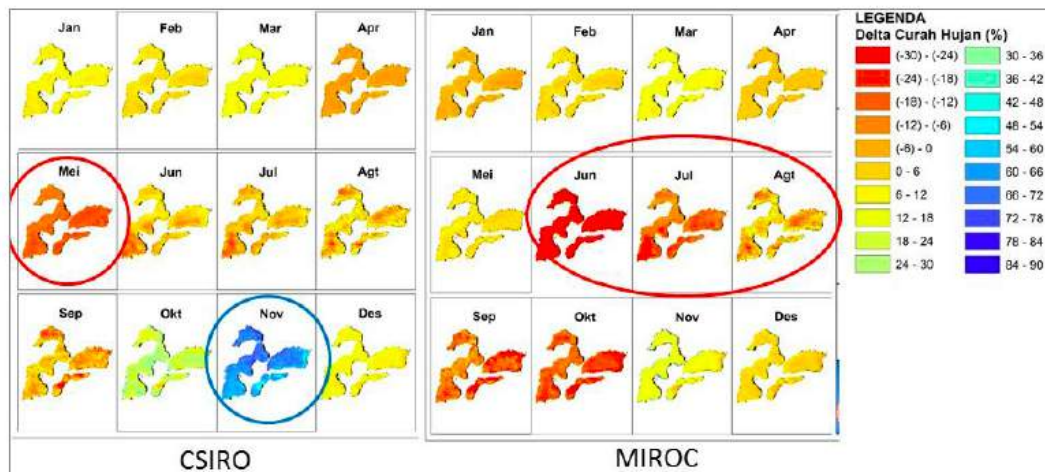 Jan Feb Mar Apr
Mei Jun Jul Agt
Sep Okt Nov Des
CSIRO
Jan Feb Mar Apr
Mei Jun Jul Agt
Sep Okt Nov Des
MIROC
LEGENDA
Delta Curah Hujan (%)
(-30) - (-24)
(-24) - (-18)
(-18) - (-12)
(-12) - (-6)
(-6) - 0
0 - 6
6 - 12
12 - 18
18 - 24
24 - 30
30 - 36
36 - 42
42 - 48
48 - 54
54 - 60
60 - 66
66 - 72
72 - 78
78 - 84
84 - 90